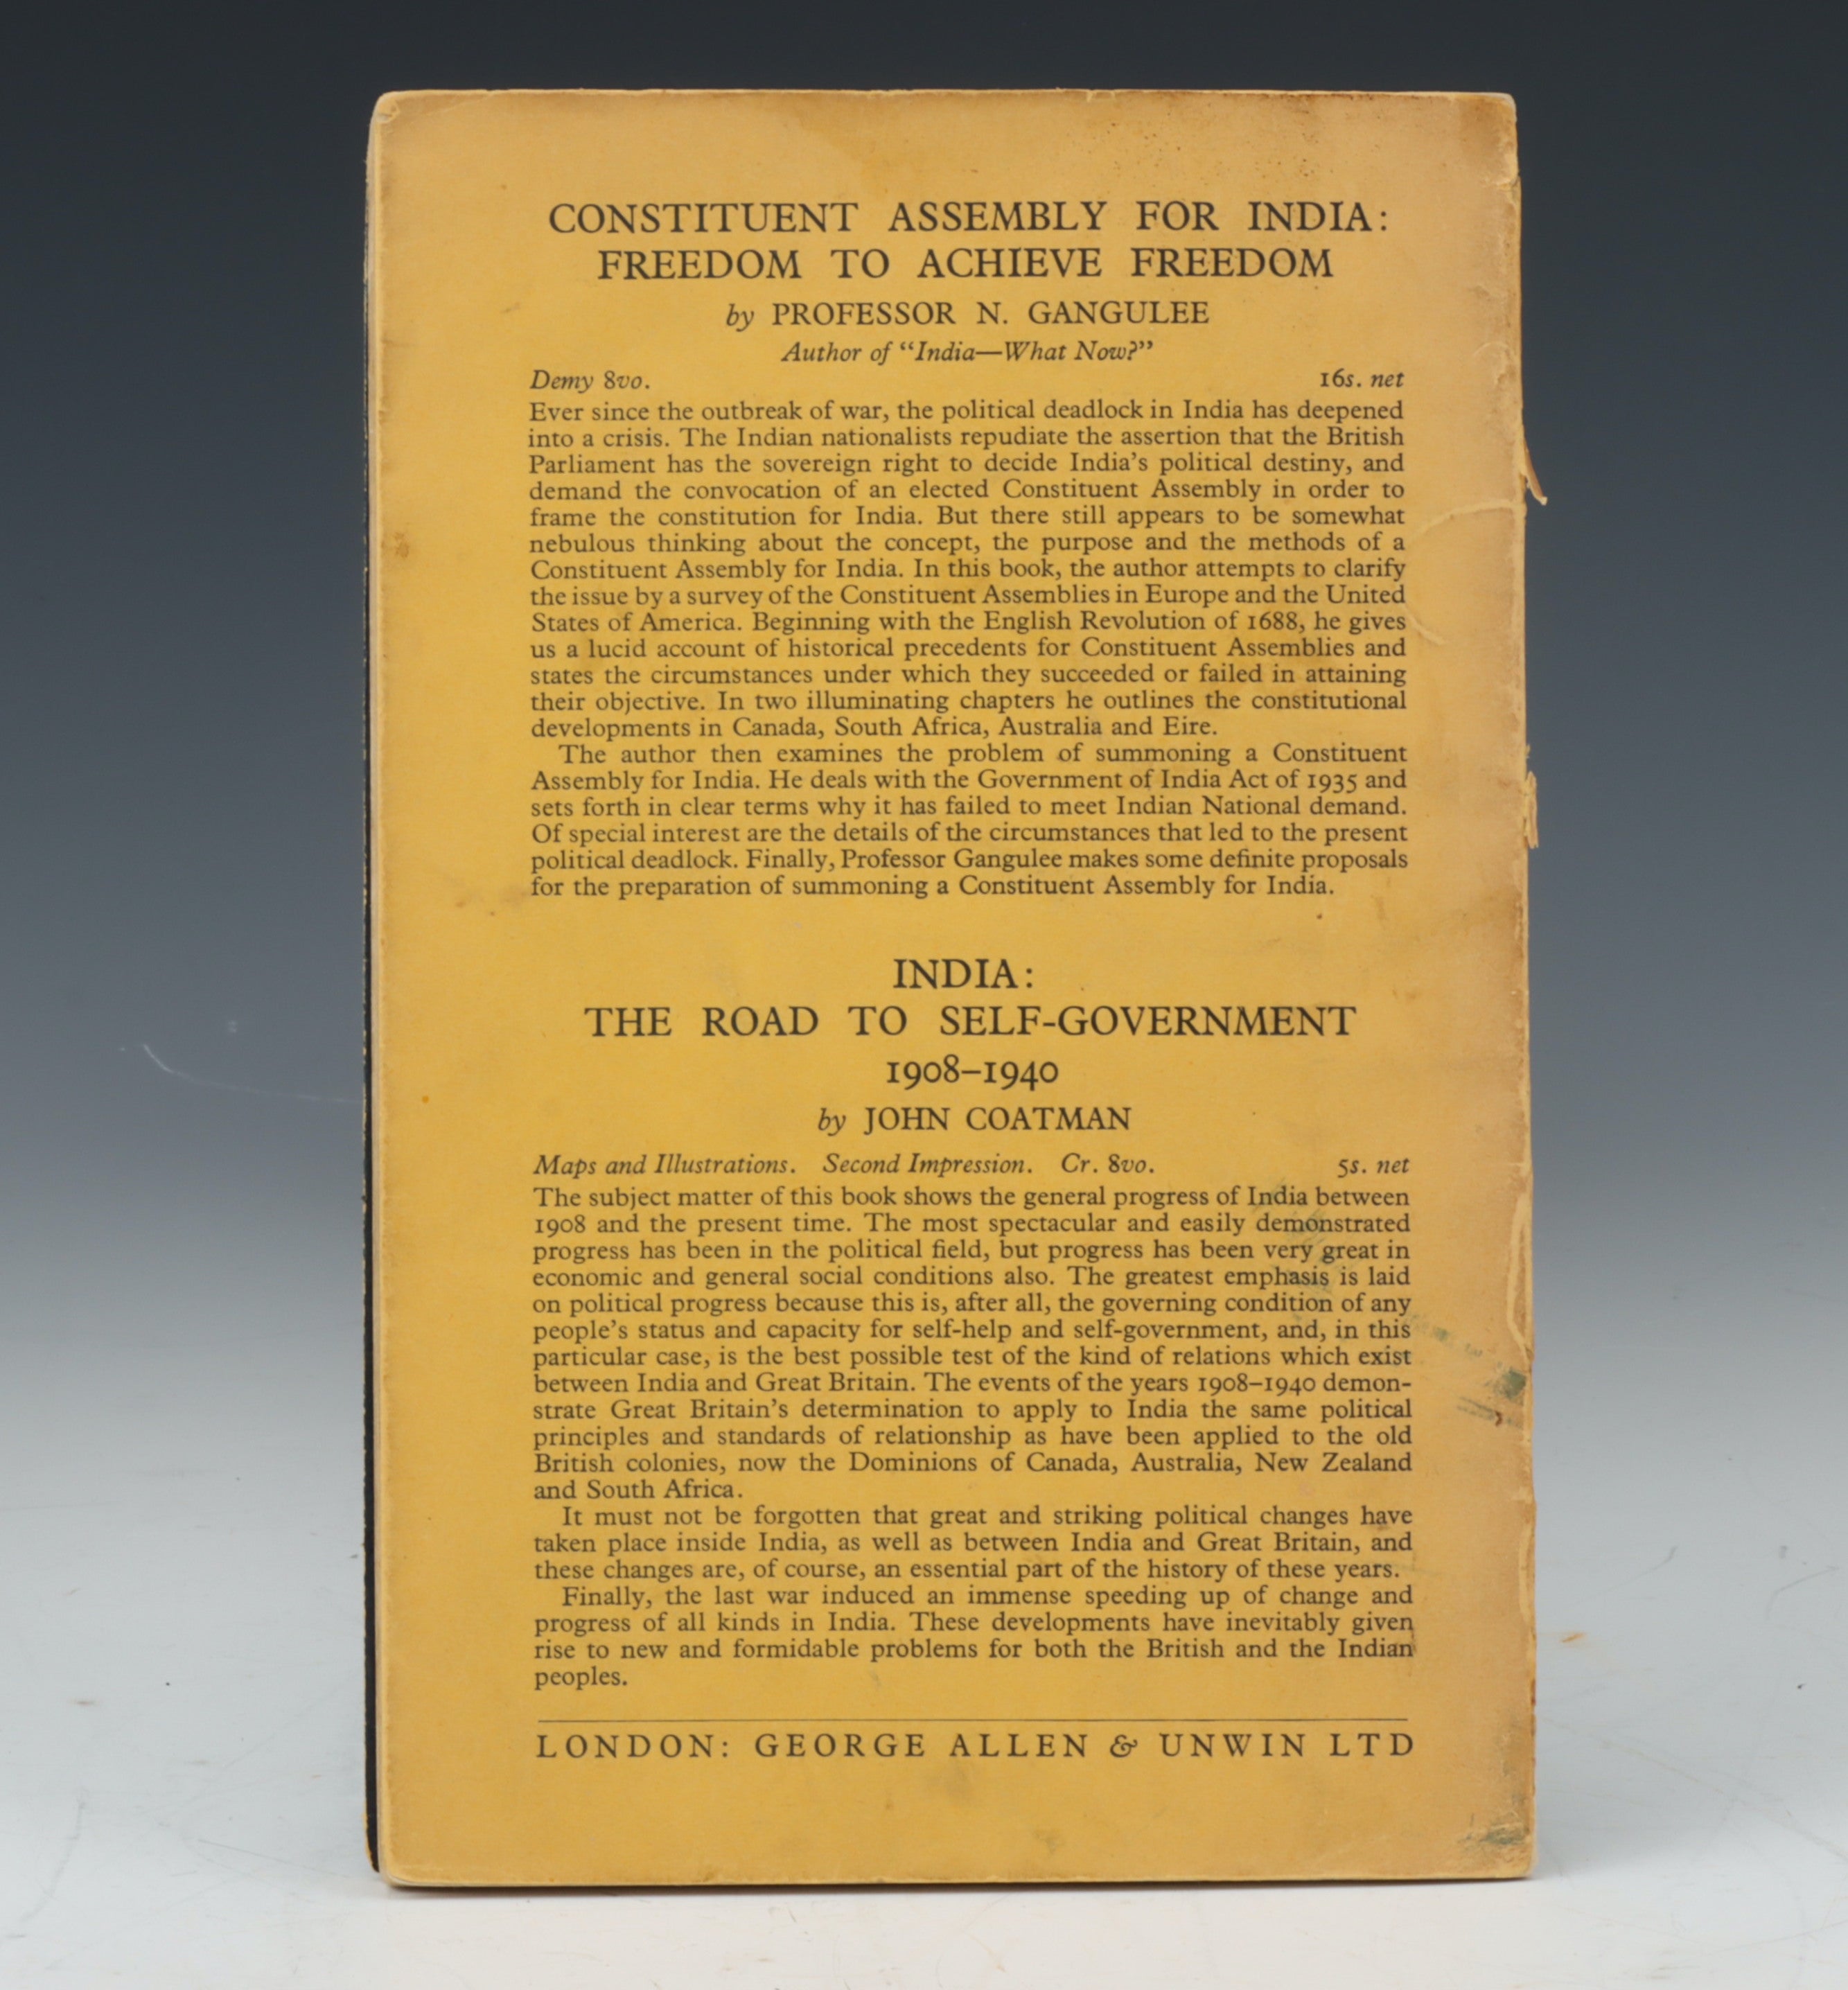 CONSTITUENT ASSEMBLY FOR INDIA:
FREEDOM TO ACHIEVE FREEDOM
by PROFESSOR N. GANGULEE
Author of “India—What Now?”
Demy 8vo. 16s. net
Ever since the outbreak of war, the political deadlock in India has deepened
into a crisis. The Indian nationalists repudiate the assertion that the British
Parliament has the sovereign right to decide India’s political destiny, and
demand the convocation of an elected Constituent Assembly in order to
frame the constitution for India. But there still appears to be somewhat
nebulous thinking about the concept, the purpose and the methods of a
Constituent Assembly for India. In this book, the author attempts to clarify
the issue by a survey of the Constituent Assemblies in Europe and the United
States of America. Beginning with the English Revolution of 1688, he gives
us a lucid account of historical precedents for Constituent Assemblies and
states the circumstances under which they succeeded or failed in attaining
their objective. In two illuminating chapters he outlines the constitutional
developments in Canada, South Africa, Australia and Eire.
The author then examines the problem of summoning a Constituent
Assembly for India. He deals with the Government of India Act of 1935 and
sets forth in clear terms why it has failed to meet Indian National demand.
Of special interest are the details of the circumstances that led to the present
political deadlock. Finally, Professor Gangulee makes some definite proposals
for the preparation of summoning a Constituent Assembly for India.
INDIA:
THE ROAD TO SELF-GOVERNMENT
1908–1940
by JOHN COATMAN
Maps and Illustrations. Second Impression. Cr. 8vo. 5s. net
The subject matter of this book shows the general progress of India between
1908 and the present time. The most spectacular and easily demonstrated
progress has been in the political field, but progress has been very great in
economic and general social conditions also. The greatest emphasis is laid
on political progress because this is, after all, the governing condition of any
people’s status and capacity for self-help and self-government, and, in this
particular case, is the best possible test of the kind of relations which exist
between India and Great Britain. The events of the years 1908–1940 demon-
strate Great Britain’s determination to apply to India the same political
principles and standards of relationship as have been applied to the old
British colonies, now the Dominions of Canada, Australia, New Zealand
and South Africa.
It must not be forgotten that great and striking political changes have
taken place inside India, as well as between India and Great Britain, and
these changes are, of course, an essential part of the history of these years.
Finally, the last war induced an immense speeding up of change and
progress of all kinds in India. These developments have inevitably given
rise to new and formidable problems for both the British and the Indian
peoples.
LONDON: GEORGE ALLEN & UNWIN LTD